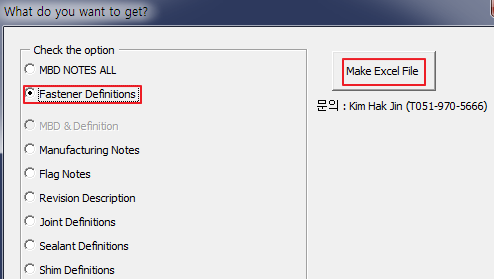 What do you want to get?
Check the option
MBD NOTES ALL
Fastener Definitions
MBD & Definition
Manufacturing Notes
Flag Notes
Revision Description
Joint Definitions
Sealant Definitions
Shim Definitions
Make Excel File
문의 : Kim Hak Jin (T051-970-5666)